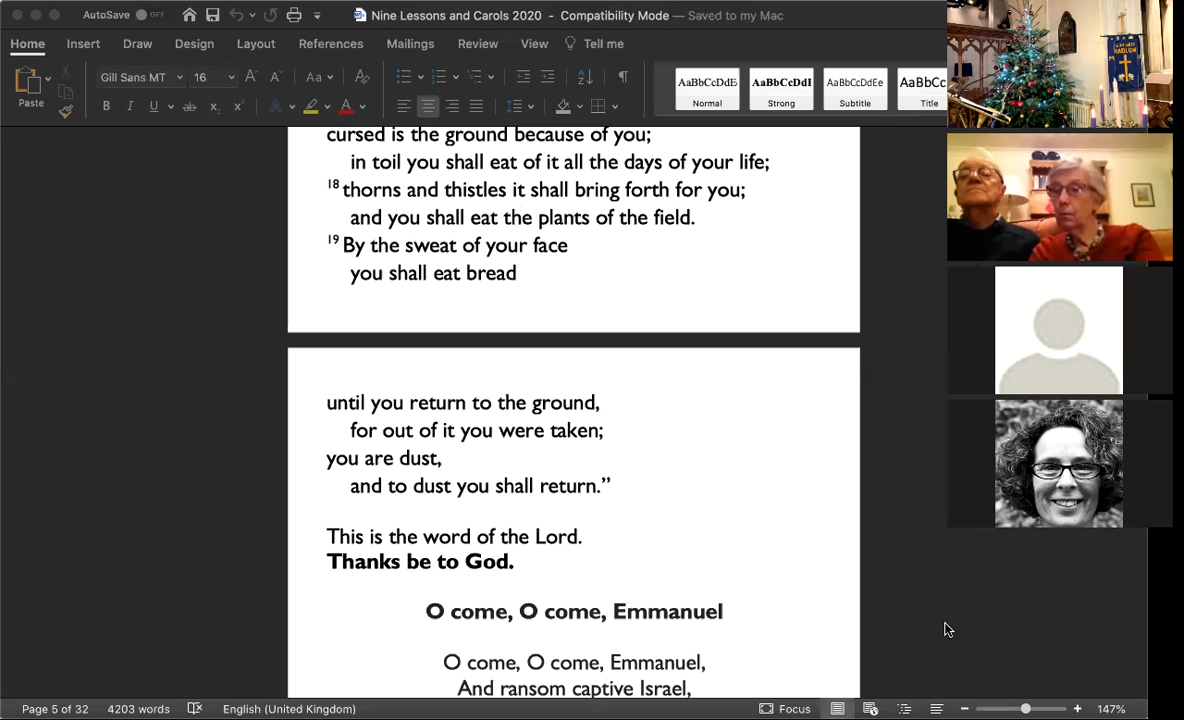 AutoSave OFF
Nine Lessons and Carols 2020 - Compatibility Mode — Saved to my Mac
Home Insert Draw Design Layout References Mailings Review View Tell me
Paste
Gill Sans MT 16
AaBbCcDdE AaBbCcDdI AaBbCcDdEe AaBbCc
Normal Strong Subtitle Title
cursed is the ground because of you;
in toil you shall eat of it all the days of your life;
18 thorns and thistles it shall bring forth for you;
and you shall eat the plants of the field.
19 By the sweat of your face
you shall eat bread
until you return to the ground,
for out of it you were taken;
you are dust,
and to dust you shall return.”
This is the word of the Lord.
Thanks be to God.
O come, O come, Emmanuel
O come, O come, Emmanuel,
And ransom captive Israel,
Page 5 of 32 4203 words English (United Kingdom) Focus 147%
HADLOW